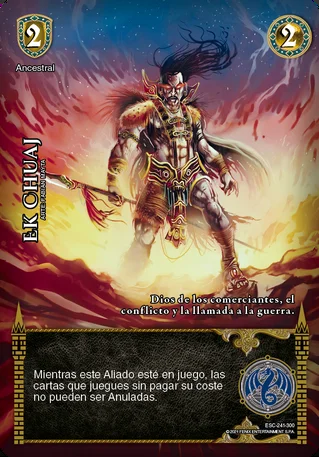 2
2
Ancestral
EK CHUAJ
Dios de los comerciantes, el
conflicto y la llamada a la guerra.
Mientras este Aliado esté en juego, las
cartas que juegues sin pagar su coste
no pueden ser Anuladas.
ESC-241-300
©2021 FENIX ENTERTAINMENT S.P.A.